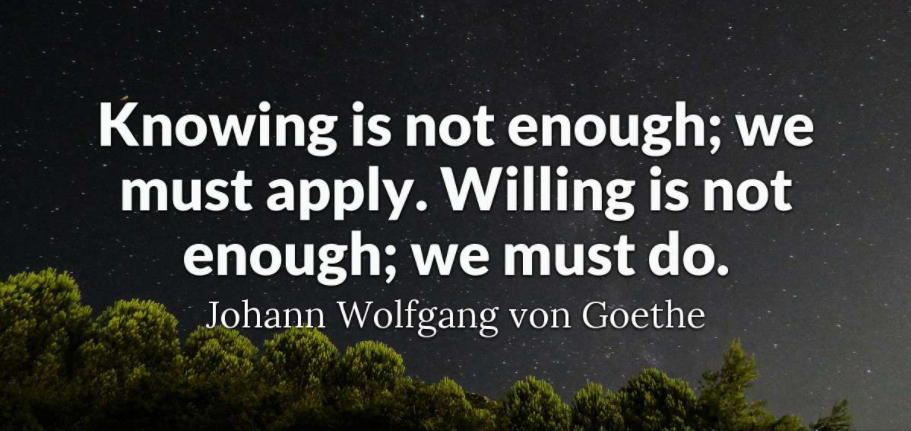 Knowing is not enough; we
must apply. Willing is not
enough; we must do.
Johann Wolfgang von Goethe